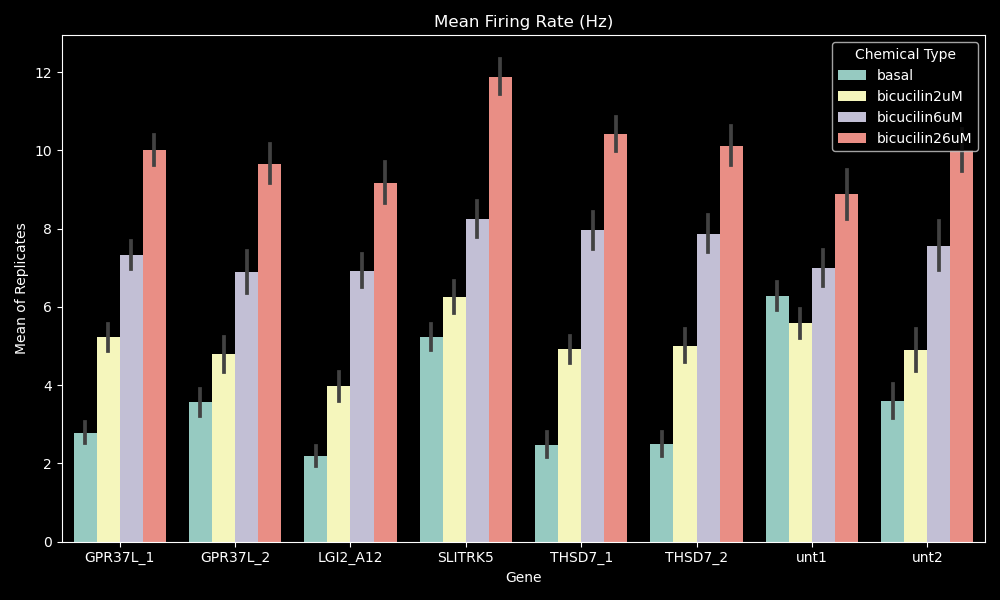 Mean Firing Rate (Hz)
Chemical Type
basal
bicucilin2uM
bicucilin6uM
bicucilin26uM
Mean of Replicates
12
10
8
6
4
2
0
GPR37L_1 GPR37L_2 LGI2_A12 SLITRK5 THSD7_1 THSD7_2 unt1 unt2
Gene